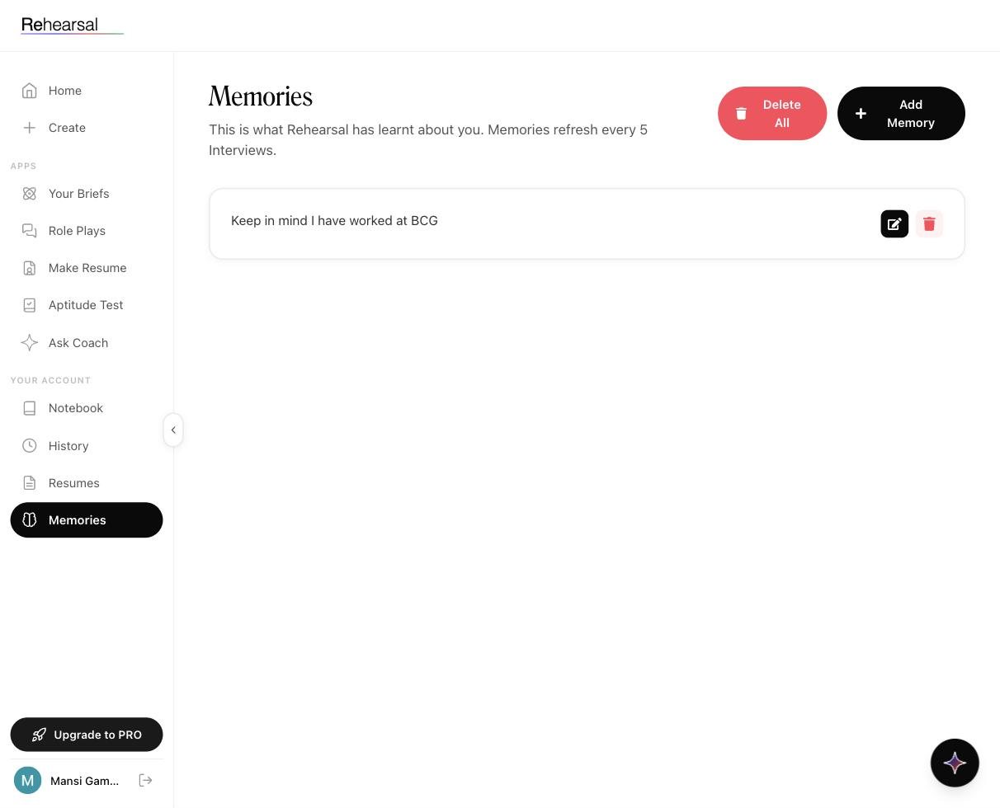 Rehearsal
Home
Create
APPS
Your Briefs
Role Plays
Make Resume
Aptitude Test
Ask Coach
YOUR ACCOUNT
Notebook
History
Resumes
Memories
Upgrade to PRO
M
Mansi Gam...
Memories
This is what Rehearsal has learnt about you. Memories refresh every 5
Interviews.
Delete
All
Add
Memory
Keep in mind I have worked at BCG